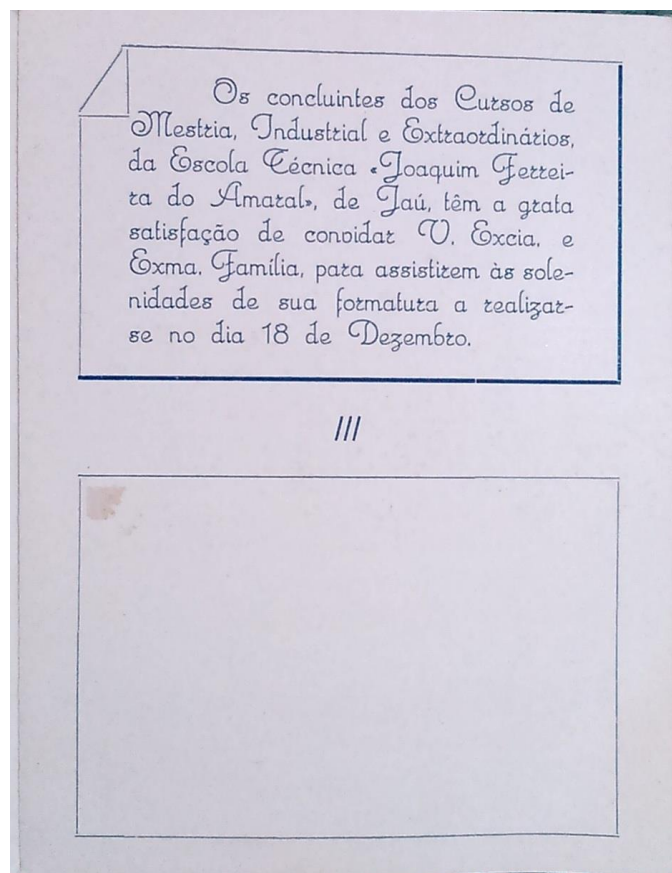 Os concluintes dos Cursos de
Mestria, Industrial e Extraordinários,
da Escola Técnica «Joaquim Ferrei-
ra do Amaral», de Jaú, têm a grata
satisfação de convidar V. Excia. e
Exma. Família, para assistirem às sole-
nidades de sua formatura a realizar-
se no dia 18 de Dezembro.
///